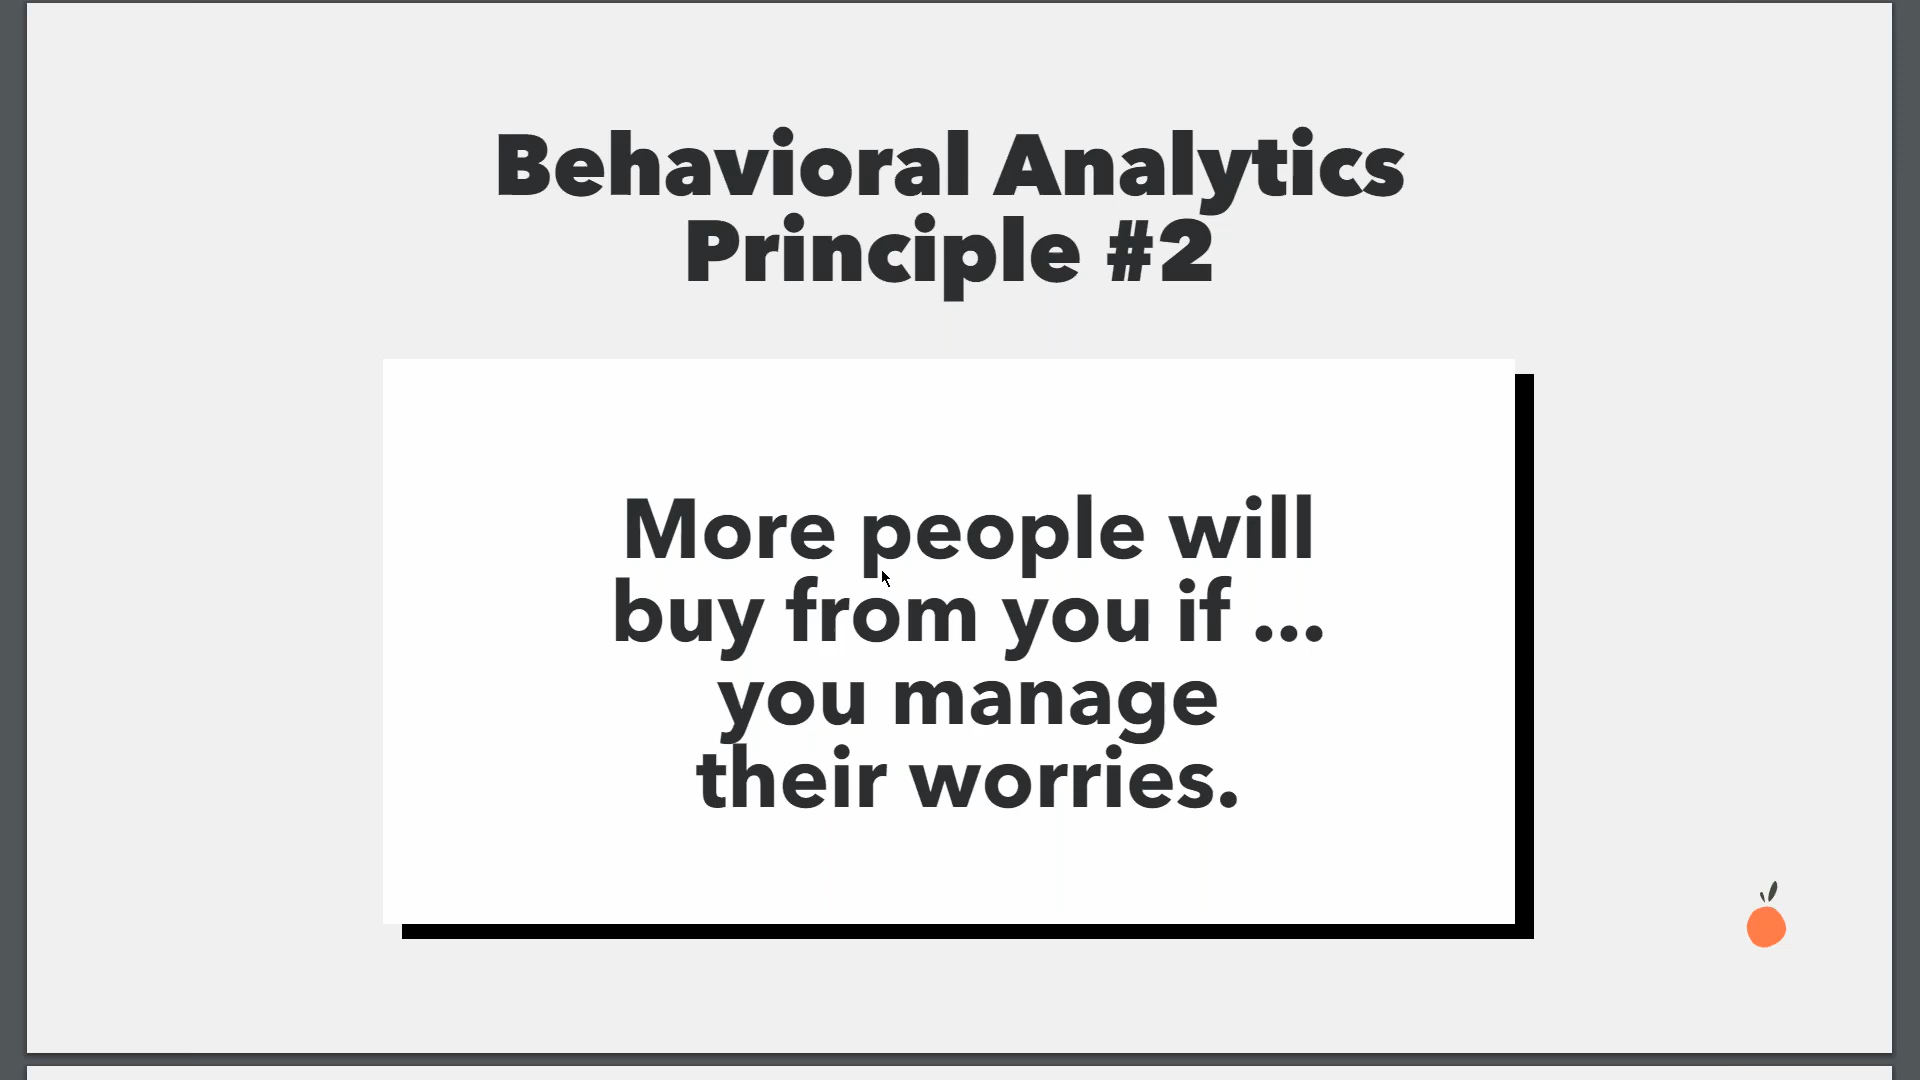 Behavioral Analytics
Principle #2
More people will
buy from you if ...
you manage
their worries.